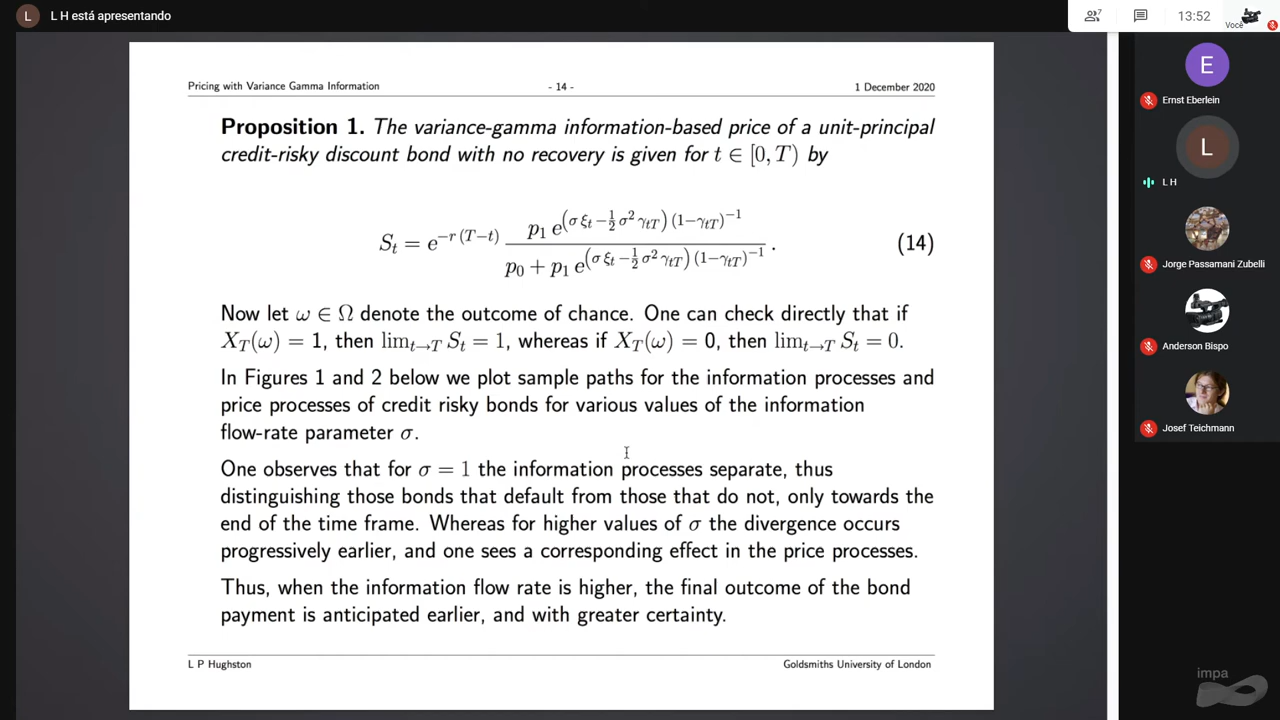 L
L H está apresentando
7
13:52
Você
Pricing with Variance Gamma Information
- 14 -
1 December 2020
Proposition 1. The variance-gamma information-based price of a unit-principal
credit-risky discount bond with no recovery is given for t ∈ [0, T) by
S_t = e^{-r (T-t)} \frac{p_1 e^{(σ ξ_t - \frac{1}{2} σ^2 γ_{tT}) (1-γ_{tT})^{-1}}}{p_0 + p_1 e^{(σ ξ_t - \frac{1}{2} σ^2 γ_{tT}) (1-γ_{tT})^{-1}}} . (14)
Now let ω ∈ Ω denote the outcome of chance. One can check directly that if
X_T(ω) = 1, then lim_{t→T} S_t = 1, whereas if X_T(ω) = 0, then lim_{t→T} S_t = 0.
In Figures 1 and 2 below we plot sample paths for the information processes and
price processes of credit risky bonds for various values of the information
flow-rate parameter σ.
One observes that for σ = 1 the information processes separate, thus
distinguishing those bonds that default from those that do not, only towards the
end of the time frame. Whereas for higher values of σ the divergence occurs
progressively earlier, and one sees a corresponding effect in the price processes.
Thus, when the information flow rate is higher, the final outcome of the bond
payment is anticipated earlier, and with greater certainty.
L P Hughston
Goldsmiths University of London
E
Ernst Eberlein
L
L H
Jorge Passamani Zubelli
Anderson Bispo
Josef Teichmann
impa